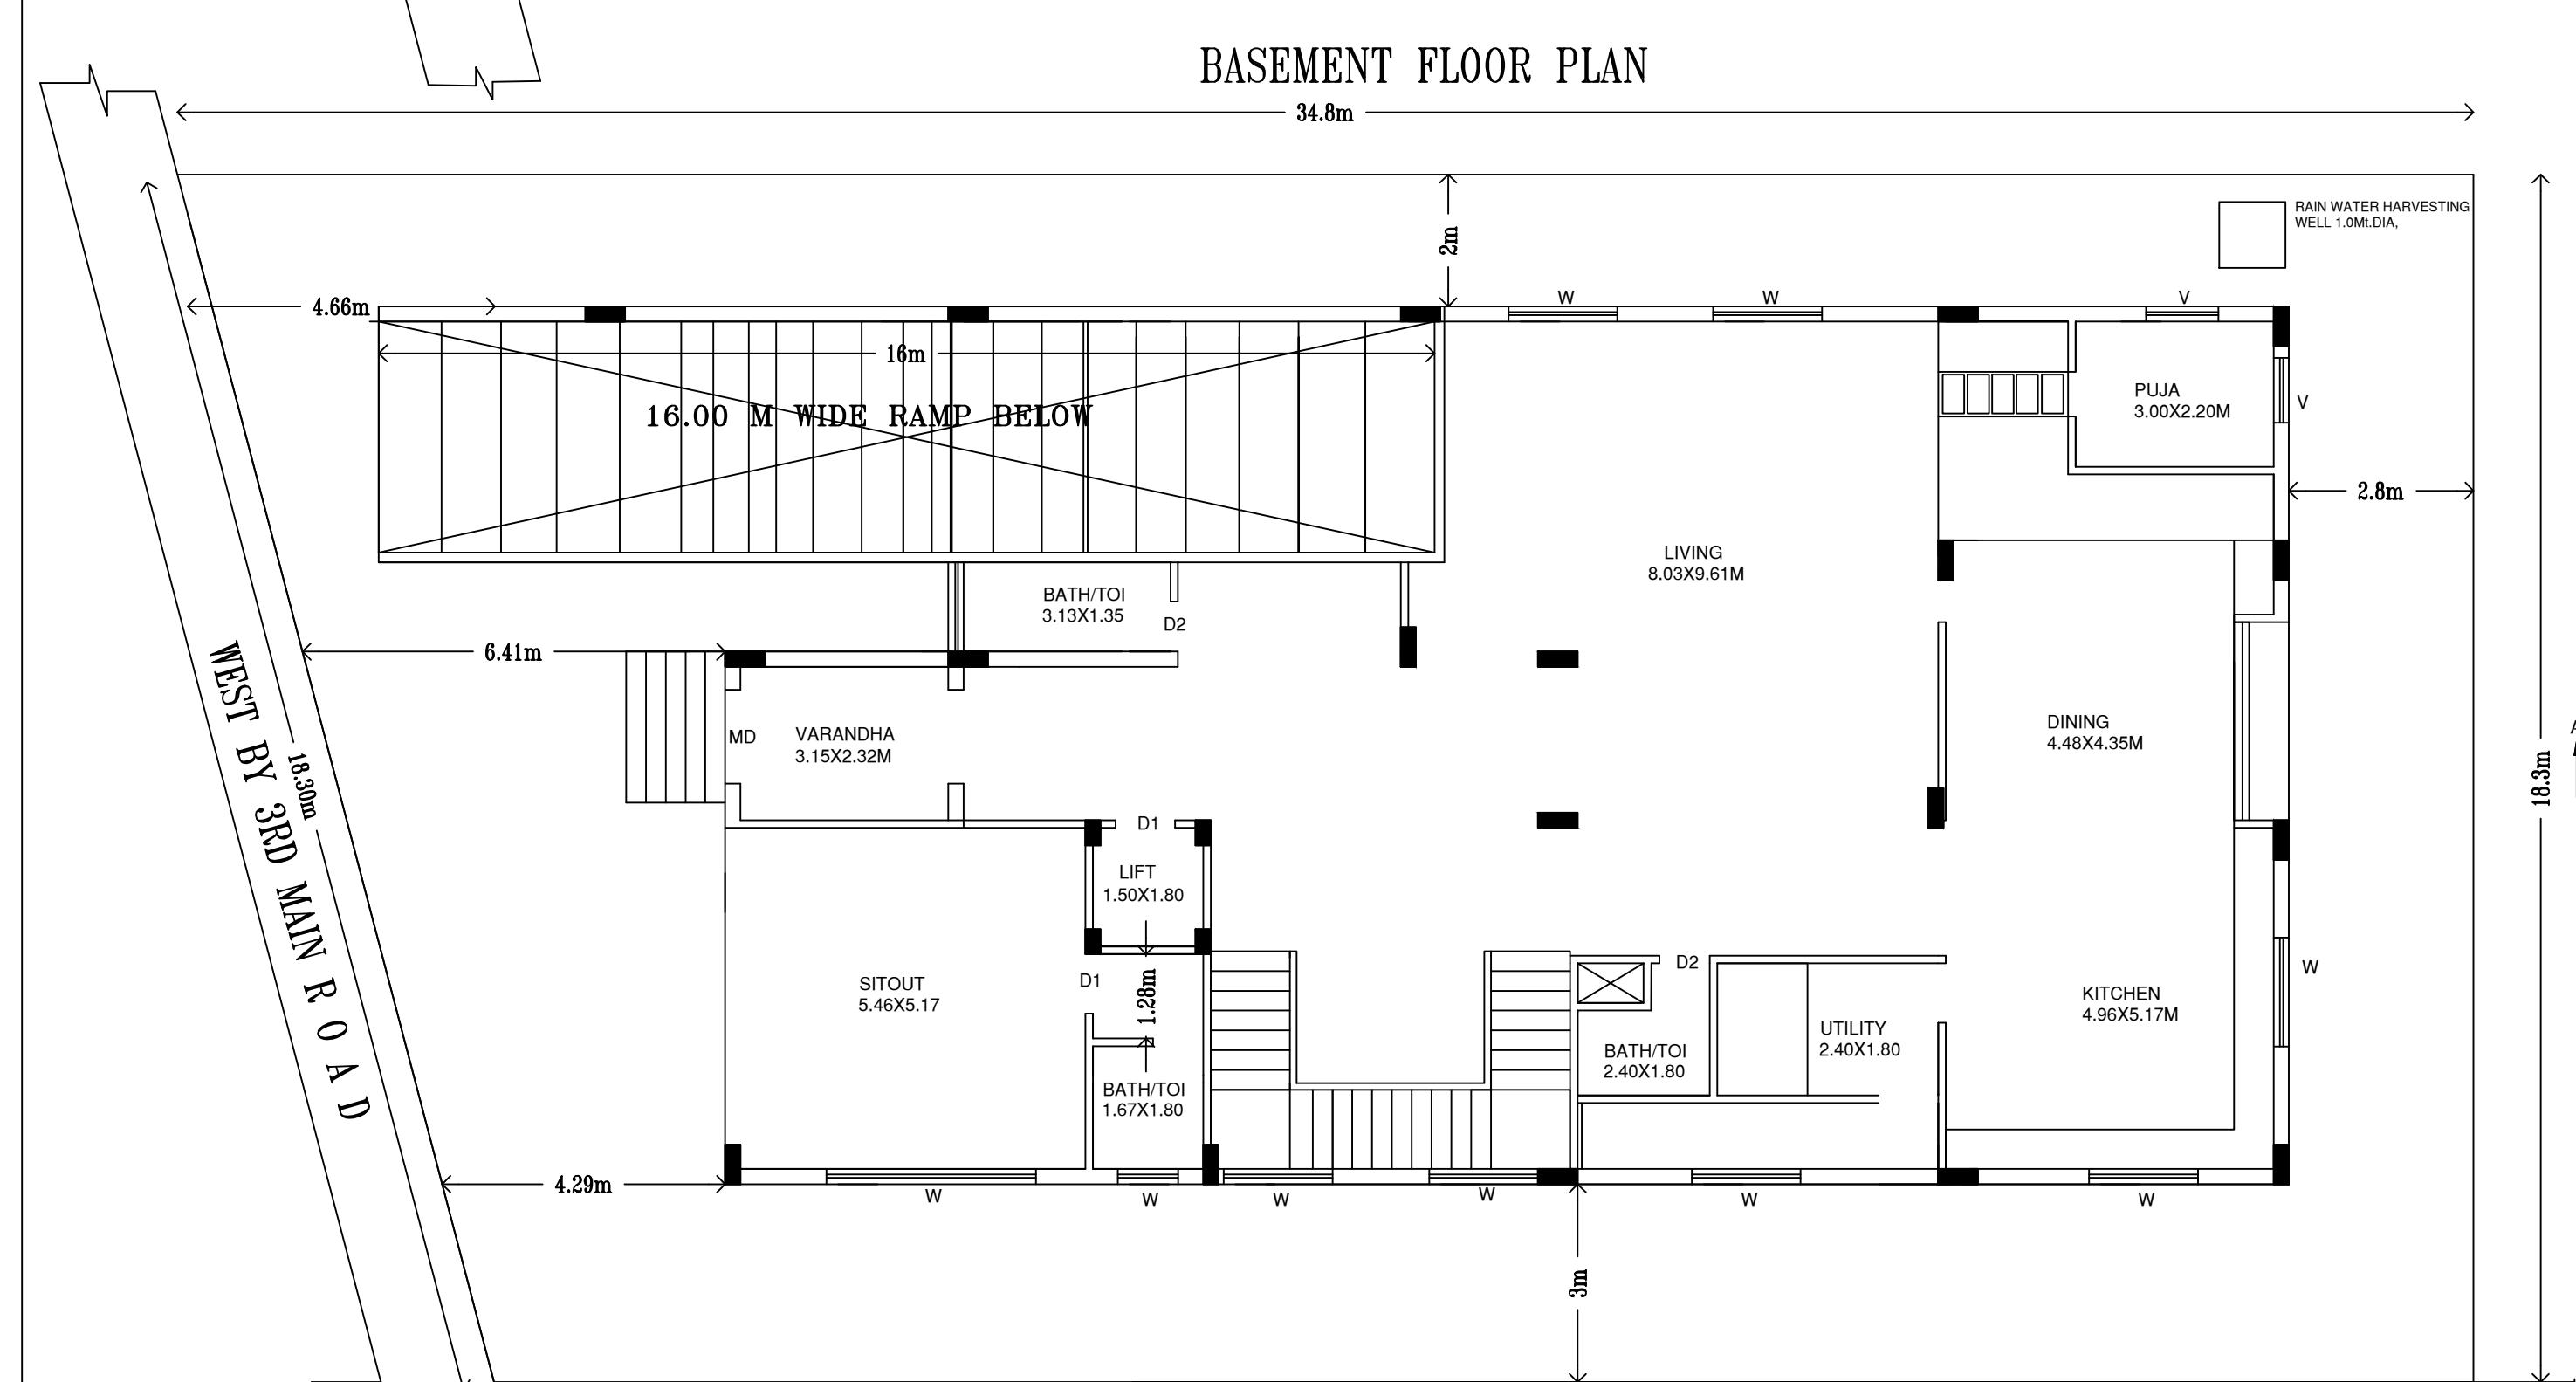 BASEMENT FLOOR PLAN
34.8m
RAIN WATER HARVESTING
WELL 1.0Mt.DIA,
2m
4.66m
W
W
V
16m
16.00 M WIDE RAMP BELOW
PUJA
3.00X2.20M
V
2.8m
LIVING
8.03X9.61M
BATH/TOI
3.13X1.35
D2
6.41m
WEST BY 3RD MAIN ROAD
18.30m
MD
VARANDHA
3.15X2.32M
DINING
4.48X4.35M
18.3m
D1
LIFT
1.50X1.80
SITOUT
5.46X5.17
D1
1.28m
D2
W
KITCHEN
4.96X5.17M
UTILITY
2.40X1.80
BATH/TOI
2.40X1.80
BATH/TOI
1.67X1.80
4.29m
W
W
W
W
W
W
3m